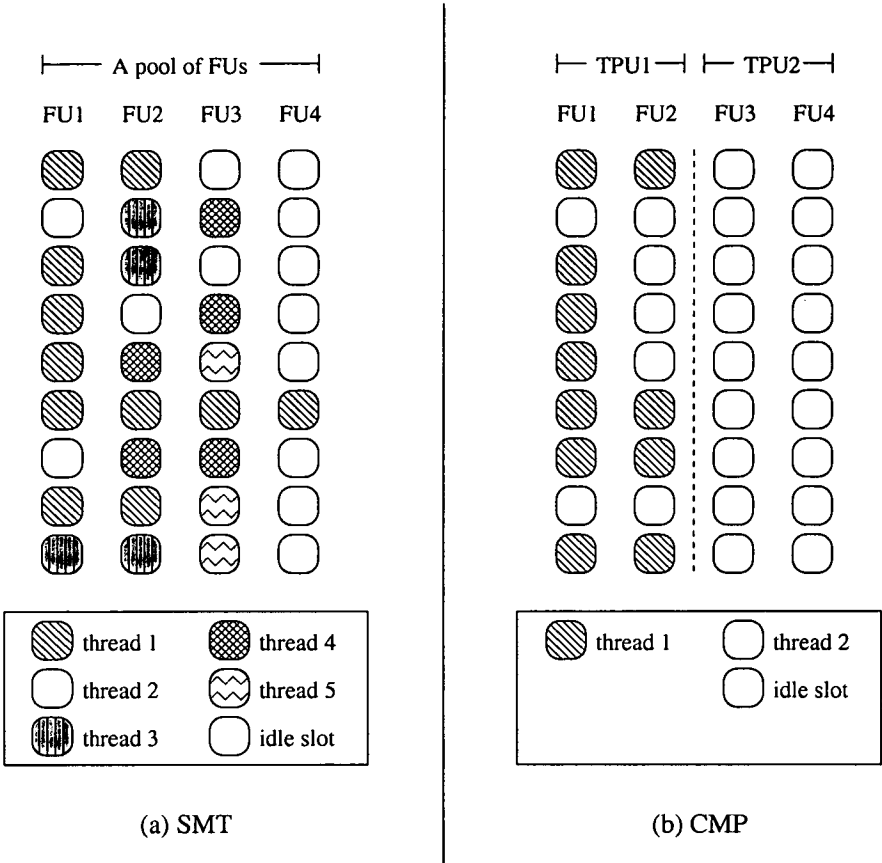 A pool of FUs
FU1 FU2 FU3 FU4
thread 1 thread 4
thread 2 thread 5
thread 3 idle slot
(a) SMT
TPU1 TPU2
FU1 FU2 FU3 FU4
thread 1 thread 2
idle slot
(b) CMP